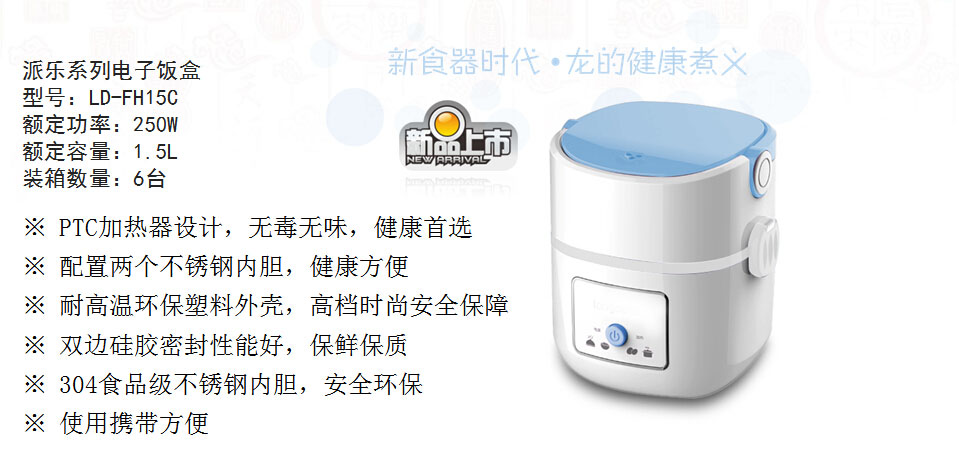 新食器时代·龙的健康煮义
派乐系列电子饭盒
型号：LD-FH15C
额定功率：250W
额定容量：1.5L
装箱数量：6台
新品上市
NEW ARRIVAL
※ PTC加热器设计，无毒无味，健康首选
※ 配置两个不锈钢内胆，健康方便
※ 耐高温环保塑料外壳，高档时尚安全保障
※ 双边硅胶密封性能好，保鲜保质
※ 304食品级不锈钢内胆，安全环保
※ 使用携带方便